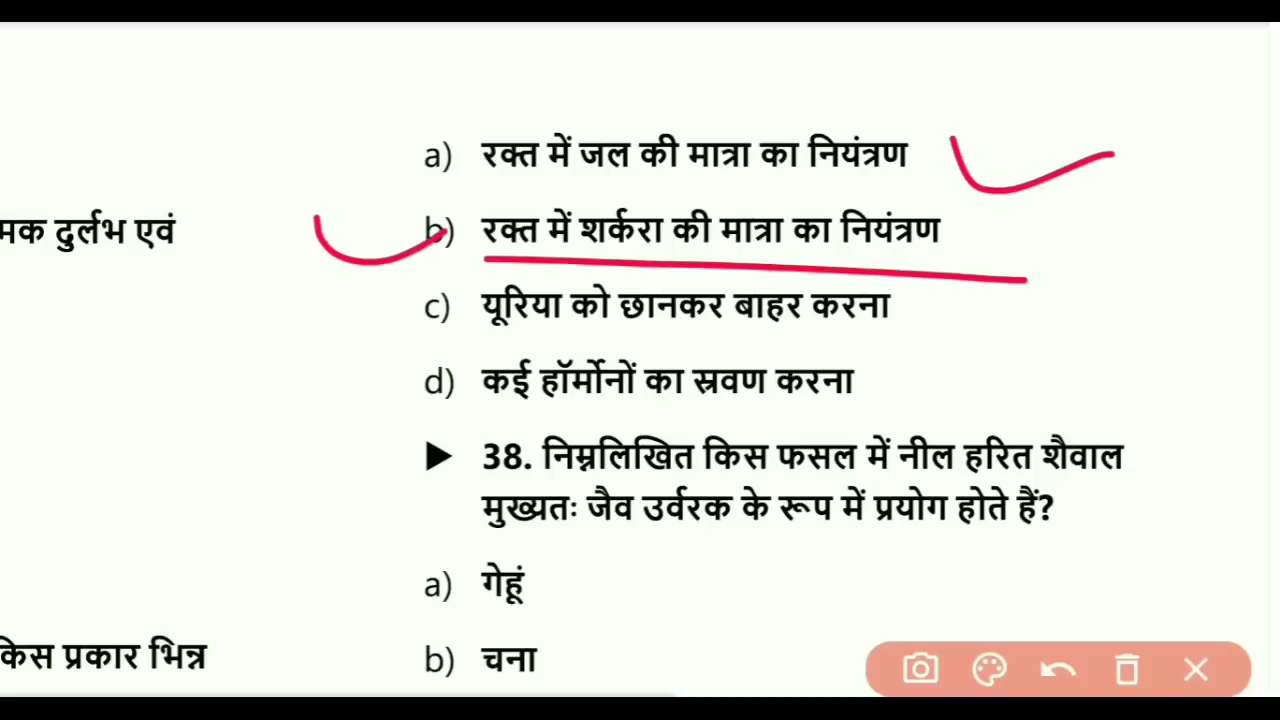 a) रक्त में जल की मात्रा का नियंत्रण
मक दुर्लभ एवं
b) रक्त में शर्करा की मात्रा का नियंत्रण
c) यूरिया को छानकर बाहर करना
d) कई हॉर्मोनों का स्रवण करना
▶ 38. निम्नलिखित किस फसल में नील हरित शैवाल
मुख्यतः जैव उर्वरक के रूप में प्रयोग होते हैं?
a) गेहूं
किस प्रकार भिन्न
b) चना